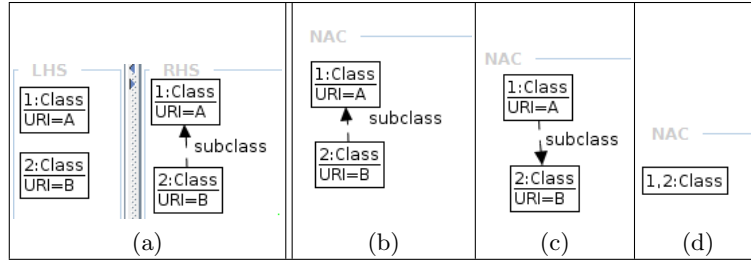 LHS
1:Class
URI=A
2:Class
URI=B
RHS
1:Class
URI=A
subclass
2:Class
URI=B
(a)
NAC
1:Class
URI=A
subclass
2:Class
URI=B
(b)
NAC
1:Class
URI=A
subclass
2:Class
URI=B
(c)
NAC
1,2:Class
(d)